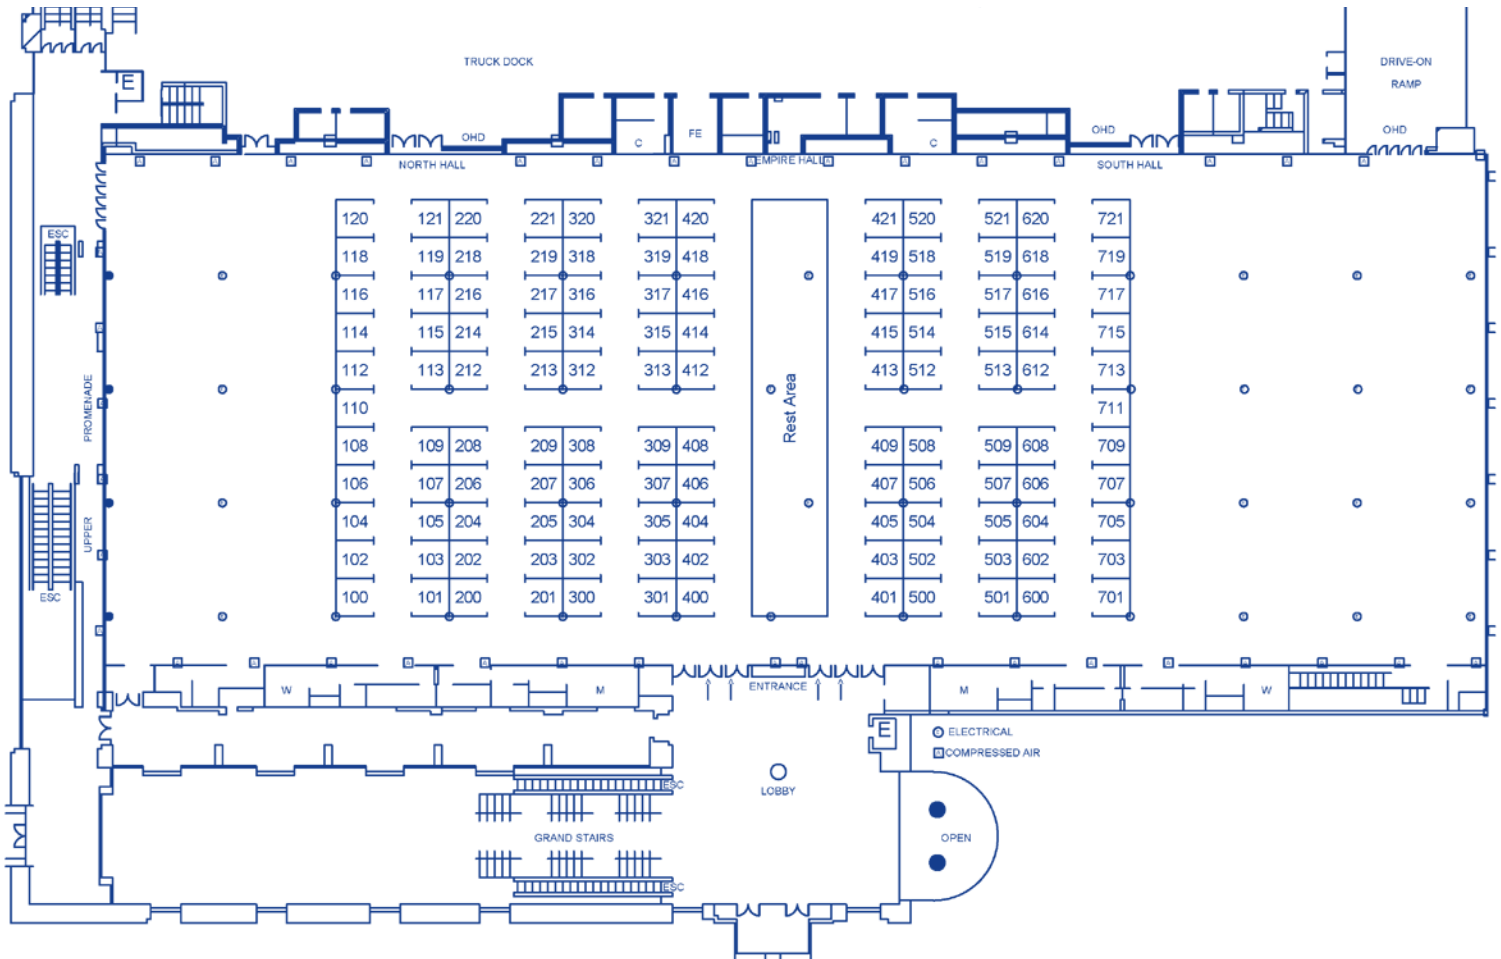 TRUCK DOCK
DRIVE-ON
RAMP
E
OHD
FE
C
C
OHD
OHD
NORTH HALL
EMPIRE HALL
SOUTH HALL
120 121 220 221 320 321 420 421 520 521 620 721
ESC
118 119 218 219 318 319 418 419 518 519 618 719
116 117 216 217 316 317 416 417 516 517 616 717
114 115 214 215 314 315 414 415 514 515 614 715
112 113 212 213 312 313 412 413 512 513 612 713
PROMENADE
Rest Area
110 711
108 109 208 209 308 309 408 409 508 509 608 709
106 107 206 207 306 307 406 407 506 507 606 707
104 105 204 205 304 305 404 405 504 505 604 705
UPPER
102 103 202 203 302 303 402 403 502 503 602 703
100 101 200 201 300 301 400 401 500 501 600 701
ESC
W
M
ENTRANCE
M
W
E
ELECTRICAL
COMPRESSED AIR
ESC
LOBBY
GRAND STAIRS
OPEN
ESC